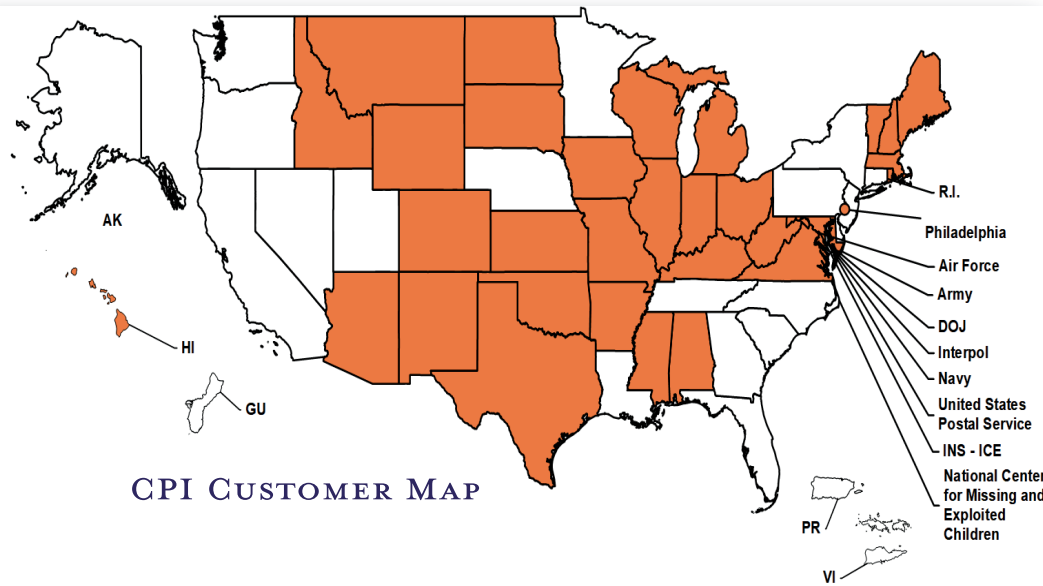 R.I.
AK
Philadelphia
Air Force
Army
DOJ
HI
Interpol
Navy
GU
United States
Postal Service
INS - ICE
National Center
for Missing and
Exploited
Children
CPI CUSTOMER MAP
PR
VI